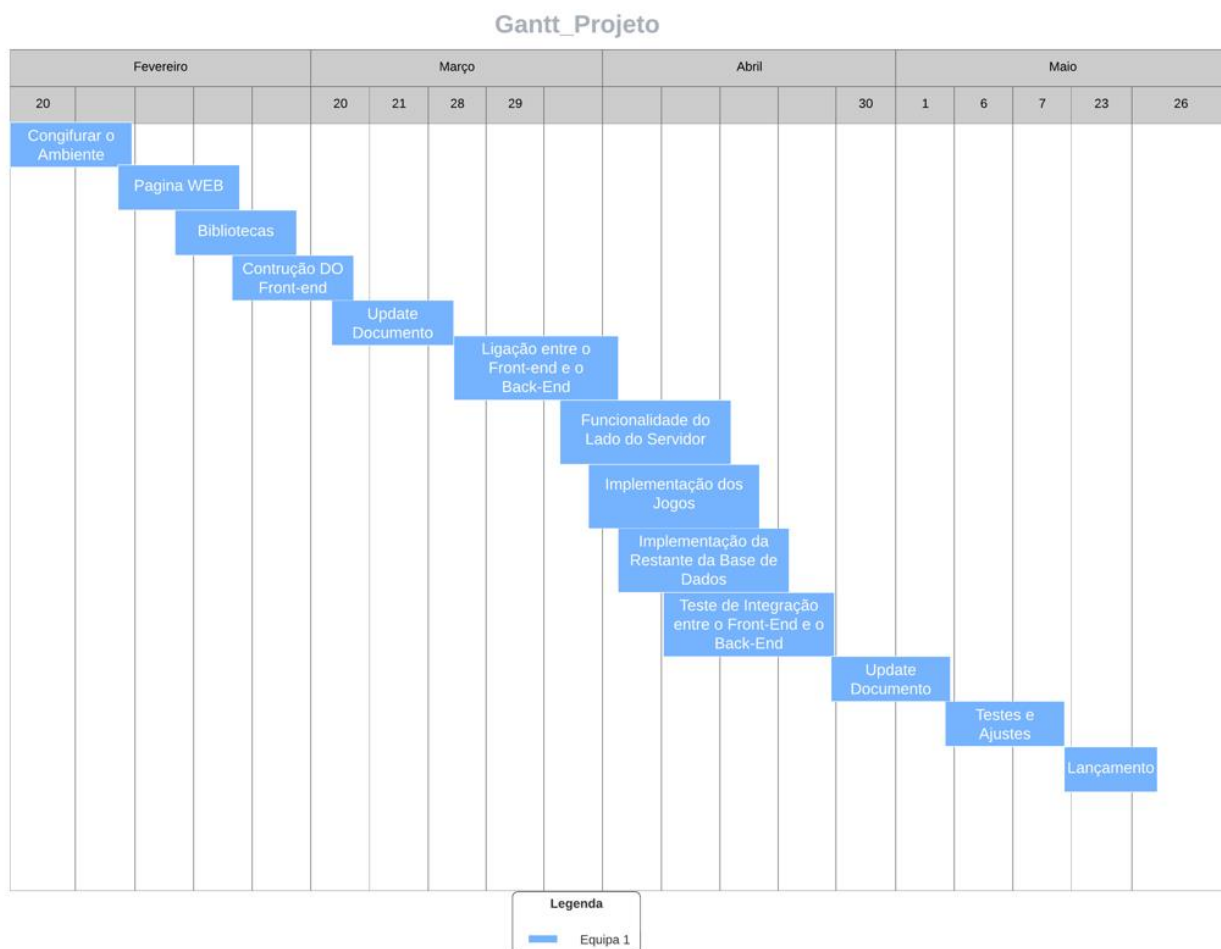 Gantt_Projeto
Fevereiro Março Abril Maio
20 20 21 28 29 30 1 6 7 23 26
Congifurar o
Ambiente
Pagina WEB
Bibliotecas
Contrução DO
Front-end
Update
Documento
Ligação entre o
Front-end e o
Back-End
Funcionalidade do
Lado do Servidor
Implementação dos
Jogos
Implementação da
Restante da Base de
Dados
Teste de Integração
entre o Front-End e o
Back-End
Update
Documento
Testes e
Ajustes
Lançamento
Legenda
Equipa 1